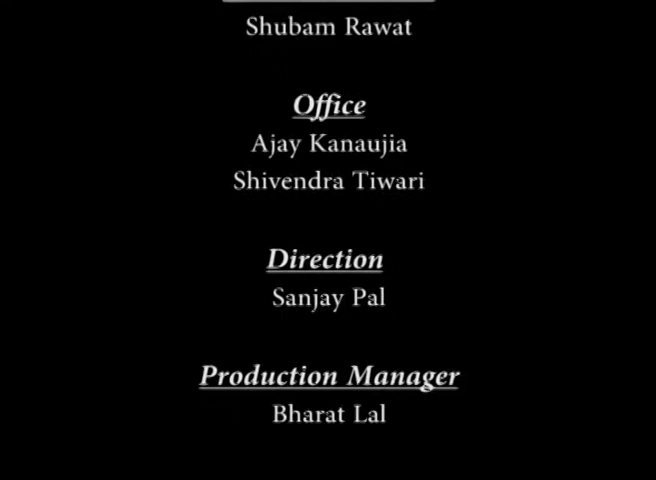 Shubam Rawat
Office
Ajay Kanaujia
Shivendra Tiwari
Direction
Sanjay Pal
Production Manager
Bharat Lal